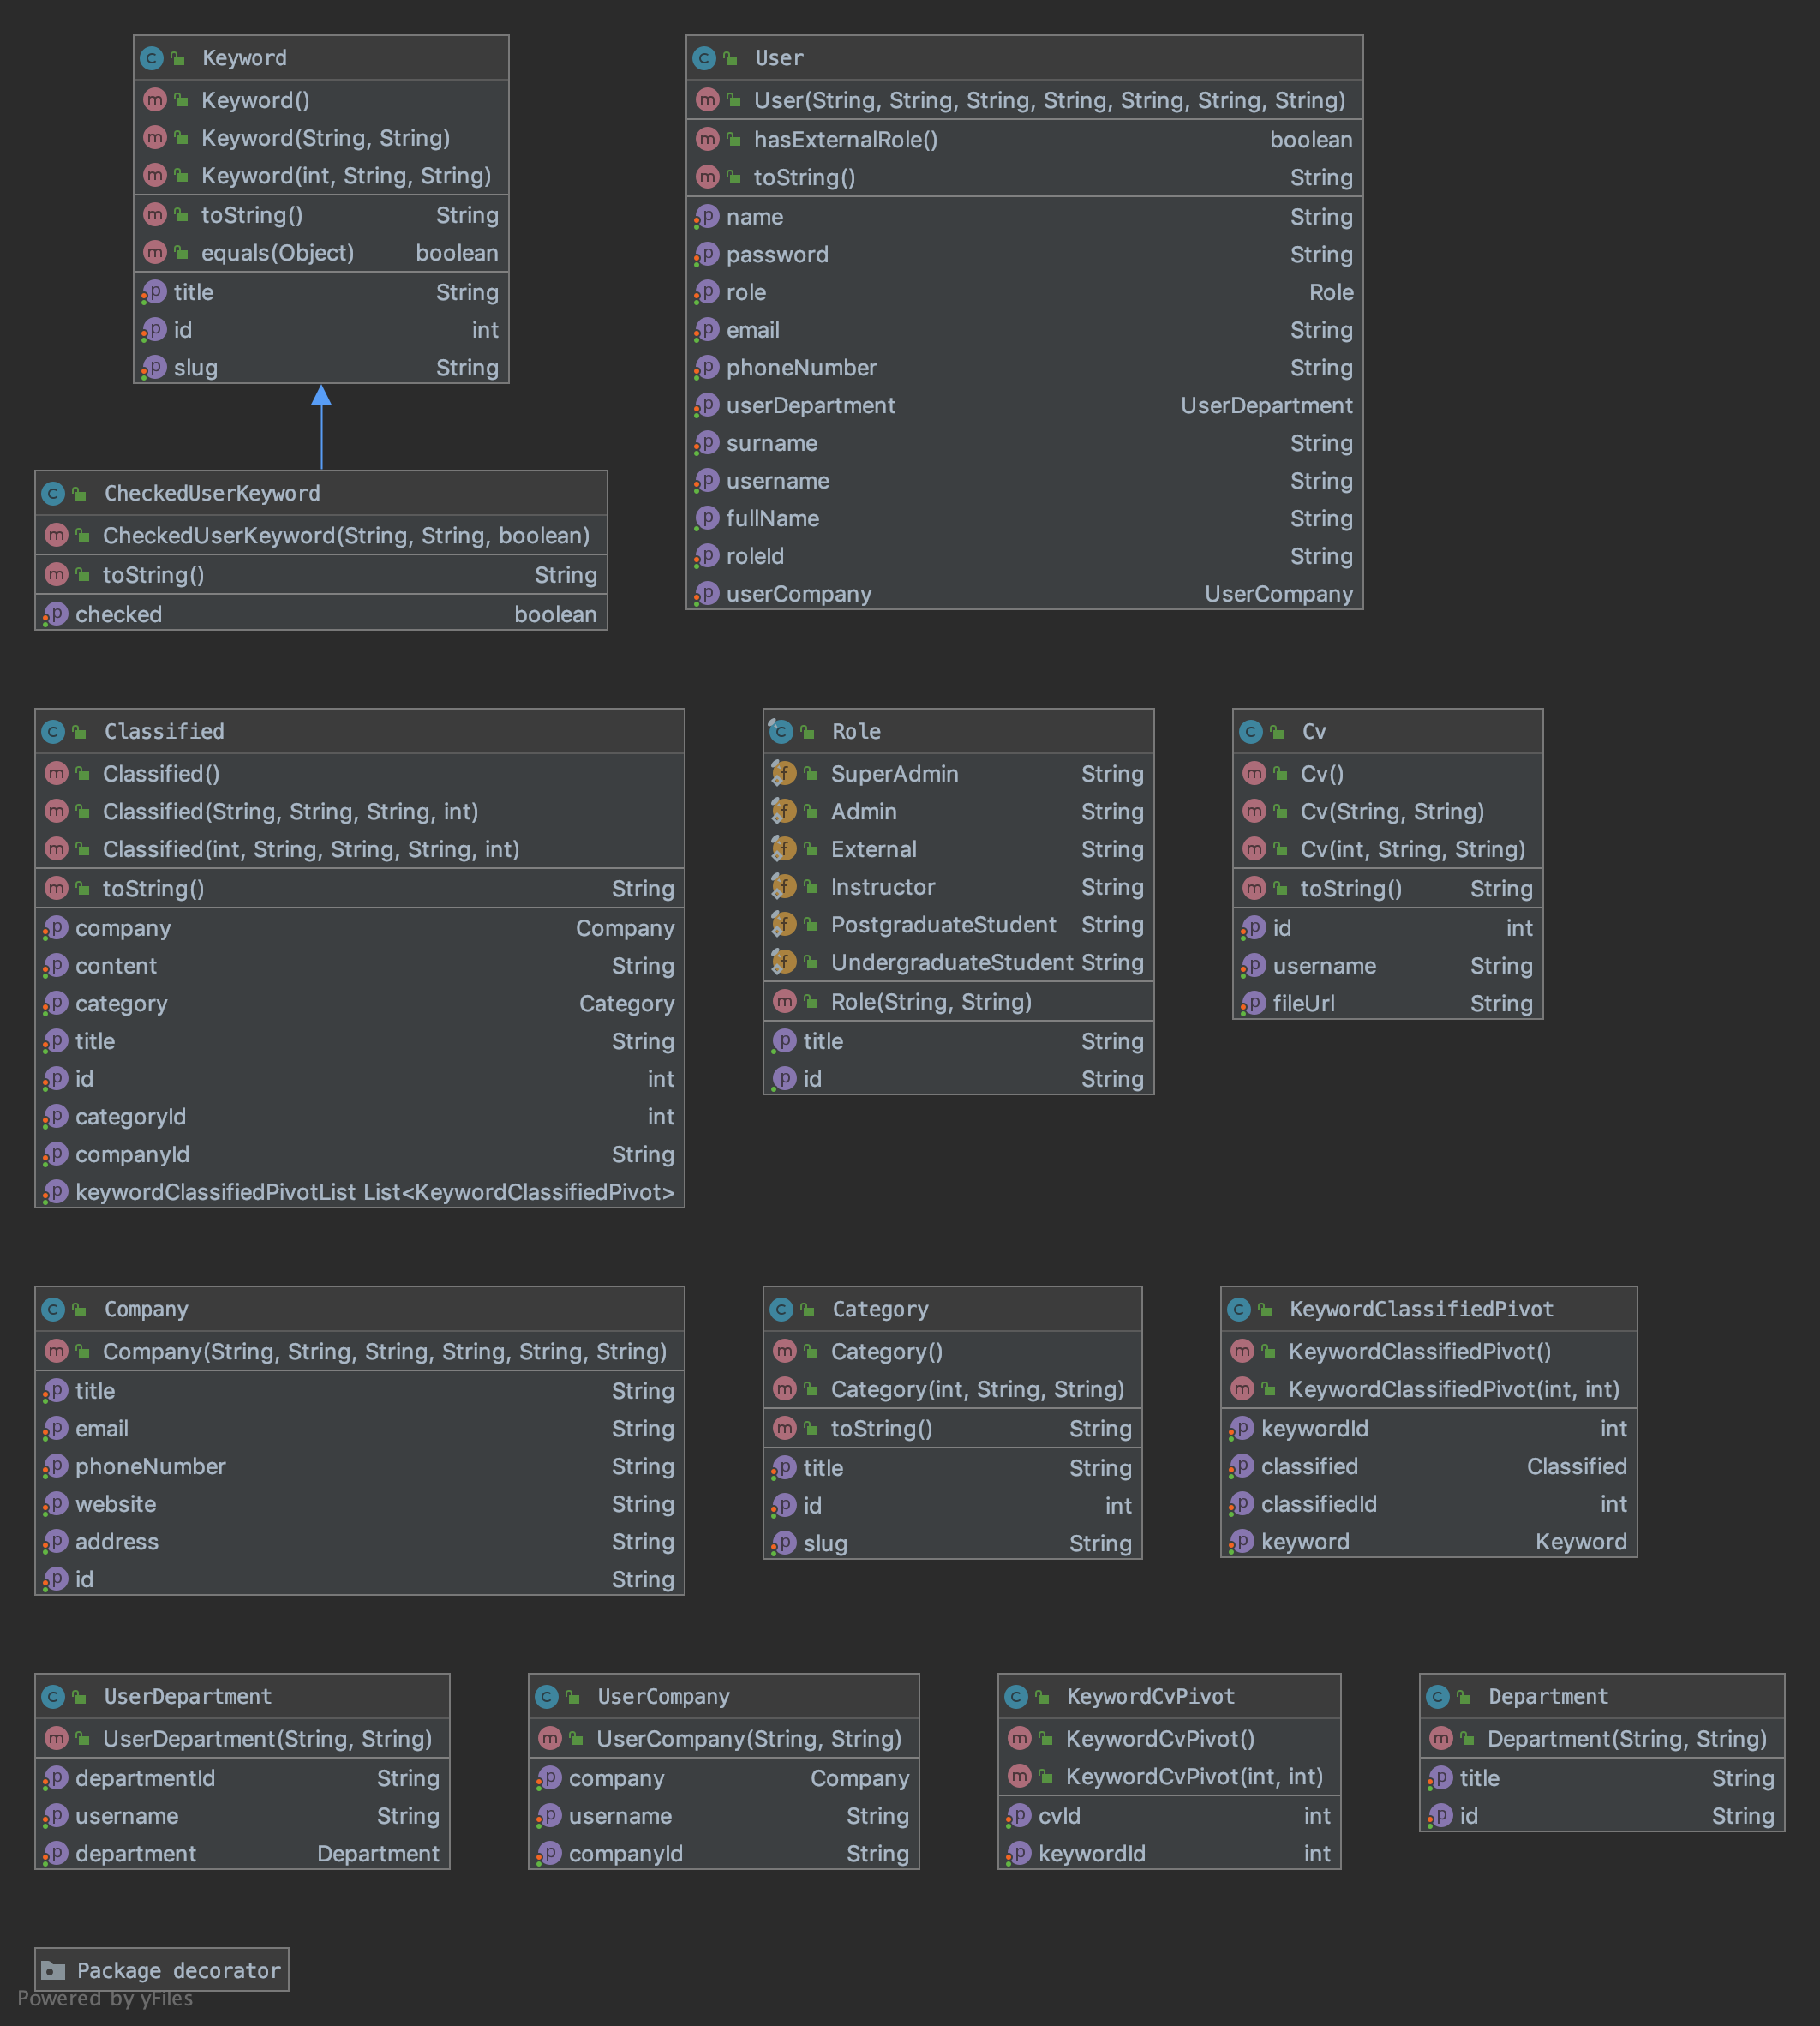 Keyword
Keyword()
Keyword(String, String)
Keyword(int, String, String)
toString() String
equals(Object) boolean
title String
id int
slug String
User
User(String, String, String, String, String, String, String)
hasExternalRole() boolean
toString() String
name String
password String
role Role
email String
phoneNumber String
userDepartment UserDepartment
surname String
username String
fullName String
roleId String
userCompany UserCompany
CheckedUserKeyword
CheckedUserKeyword(String, String, boolean)
toString() String
checked boolean
Classified
Classified()
Classified(String, String, String, int)
Classified(int, String, String, String, int)
toString() String
company Company
content String
category Category
title String
id int
categoryId int
companyId String
keywordClassifiedPivotList List<KeywordClassifiedPivot>
Role
SuperAdmin String
Admin String
External String
Instructor String
PostgraduateStudent String
UndergraduateStudent String
Role(String, String)
title String
id String
Cv
Cv()
Cv(String, String)
Cv(int, String, String)
toString() String
id int
username String
fileUrl String
Company
Company(String, String, String, String, String, String)
title String
email String
phoneNumber String
website String
address String
id String
Category
Category()
Category(int, String, String)
toString() String
title String
id int
slug String
KeywordClassifiedPivot
KeywordClassifiedPivot()
KeywordClassifiedPivot(int, int)
keywordId int
classified Classified
classifiedId int
keyword Keyword
UserDepartment
UserDepartment(String, String)
departmentId String
username String
department Department
UserCompany
UserCompany(String, String)
company Company
username String
companyId String
KeywordCvPivot
KeywordCvPivot()
KeywordCvPivot(int, int)
cvId int
keywordId int
Department
Department(String, String)
title String
id String
Package decorator
Powered by yFiles